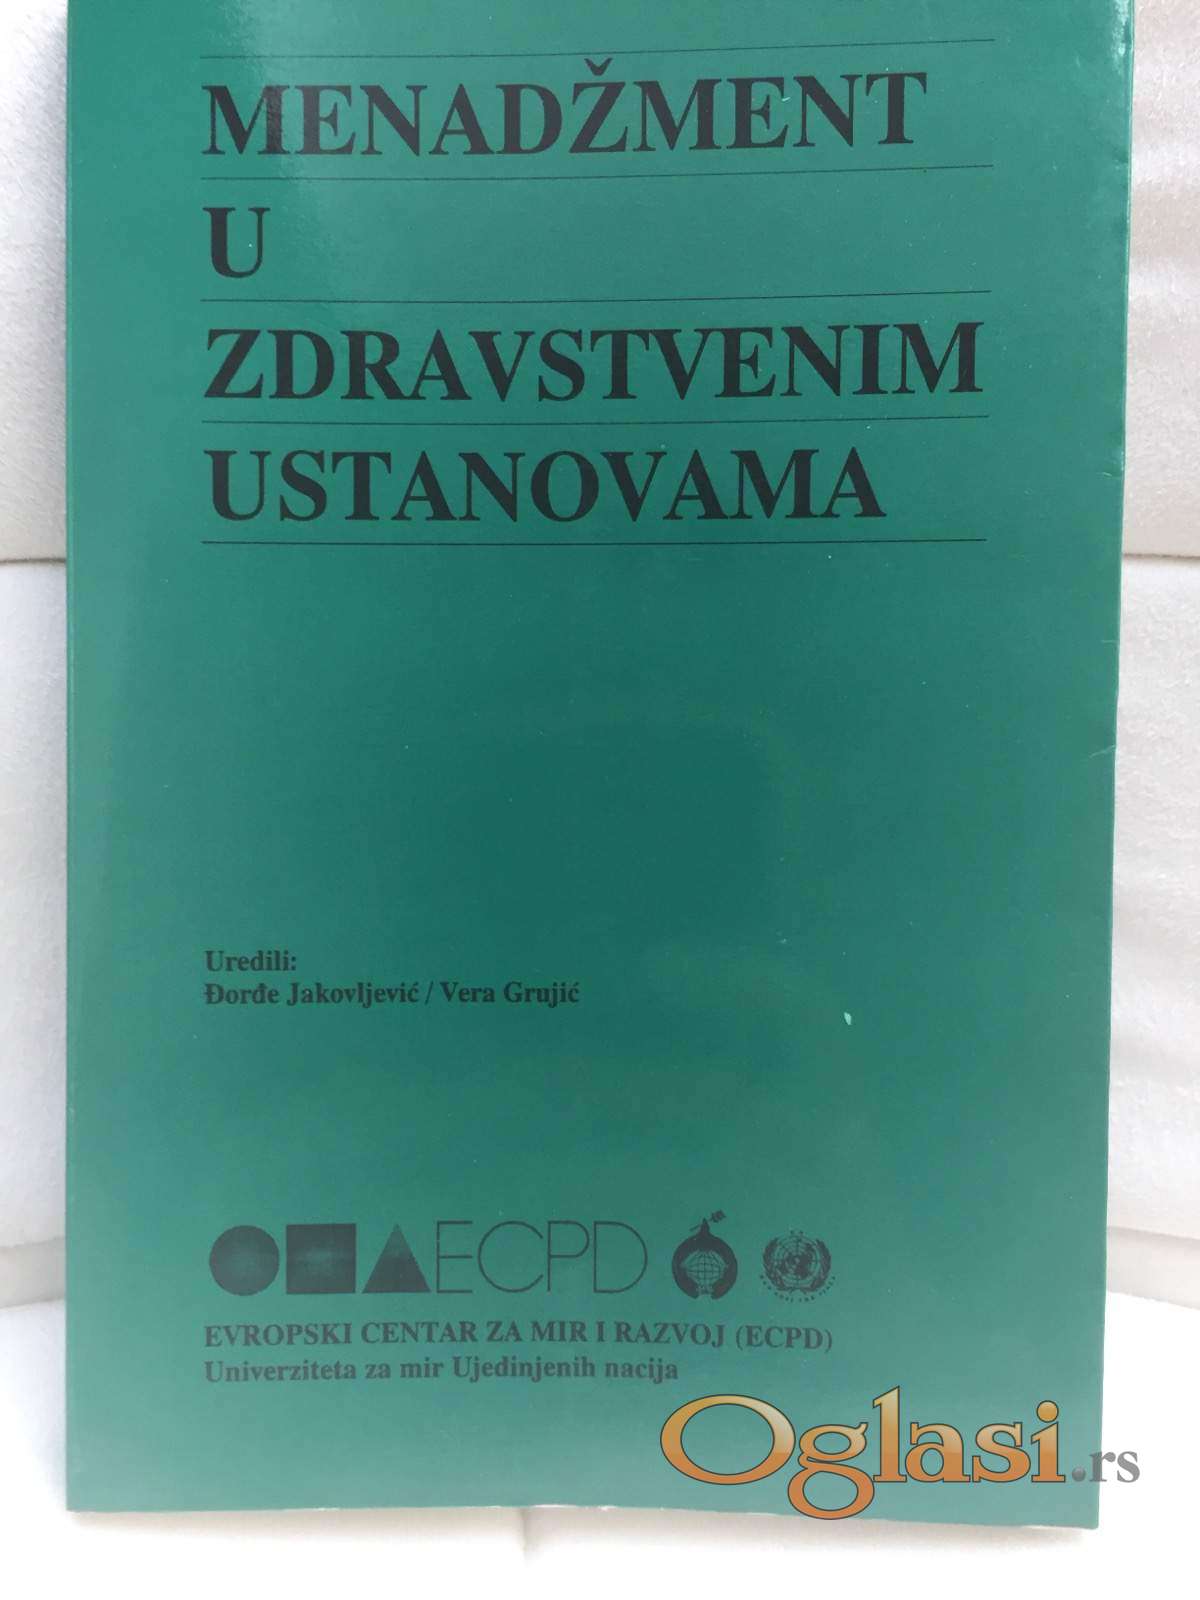 MENADŽMENT
U
ZDRAVSTVENIM
USTANOVAMA
Uredili:
Đorđe Jakovljević / Vera Grujić
ECPD
EVROPSKI CENTAR ZA MIR I RAZVOJ (ECPD)
Univerziteta za mir Ujedinjenih nacija
Oglasi.rs